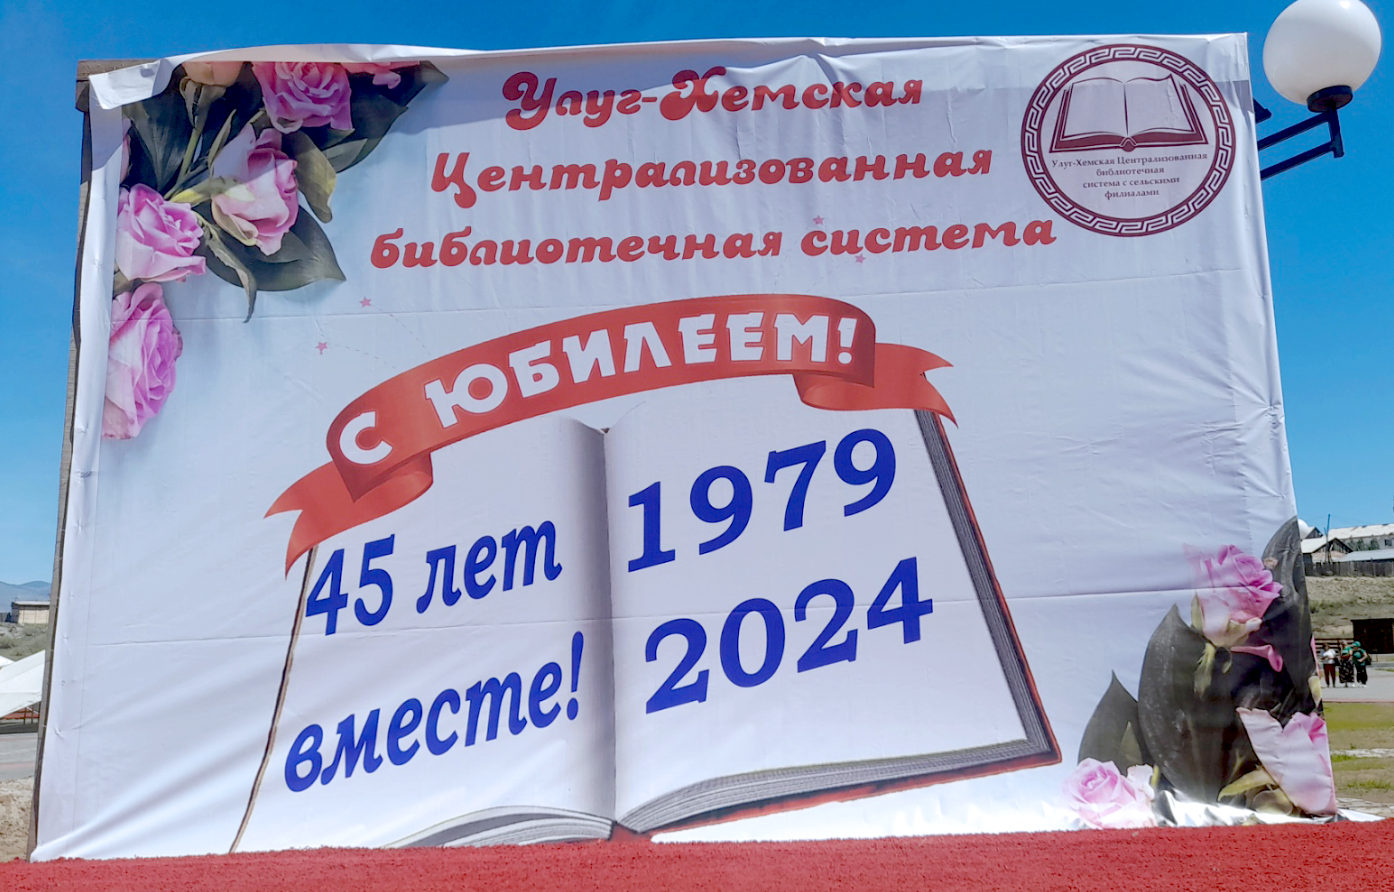 Улуг-Хемская
Централизованная
библиотечная система
Улуг-Хемская Централизованная
библиотечная
система с сельскими
филиалами
С ЮБИЛЕЕМ!
45 лет
вместе!
1979
2024